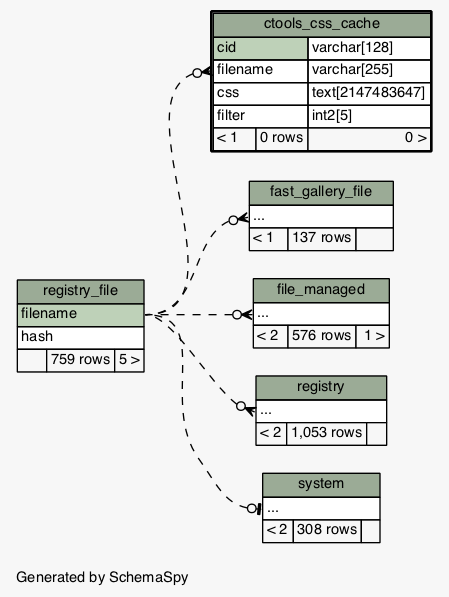 ctools_css_cache
cid varchar[128]
filename varchar[255]
css text[2147483647]
filter int2[5]
< 1 0 rows 0 >
fast_gallery_file
...
< 1 137 rows
registry_file
filename
hash
759 rows 5 >
file_managed
...
< 2 576 rows 1 >
registry
...
< 2 1,053 rows
system
...
< 2 308 rows
Generated by SchemaSpy